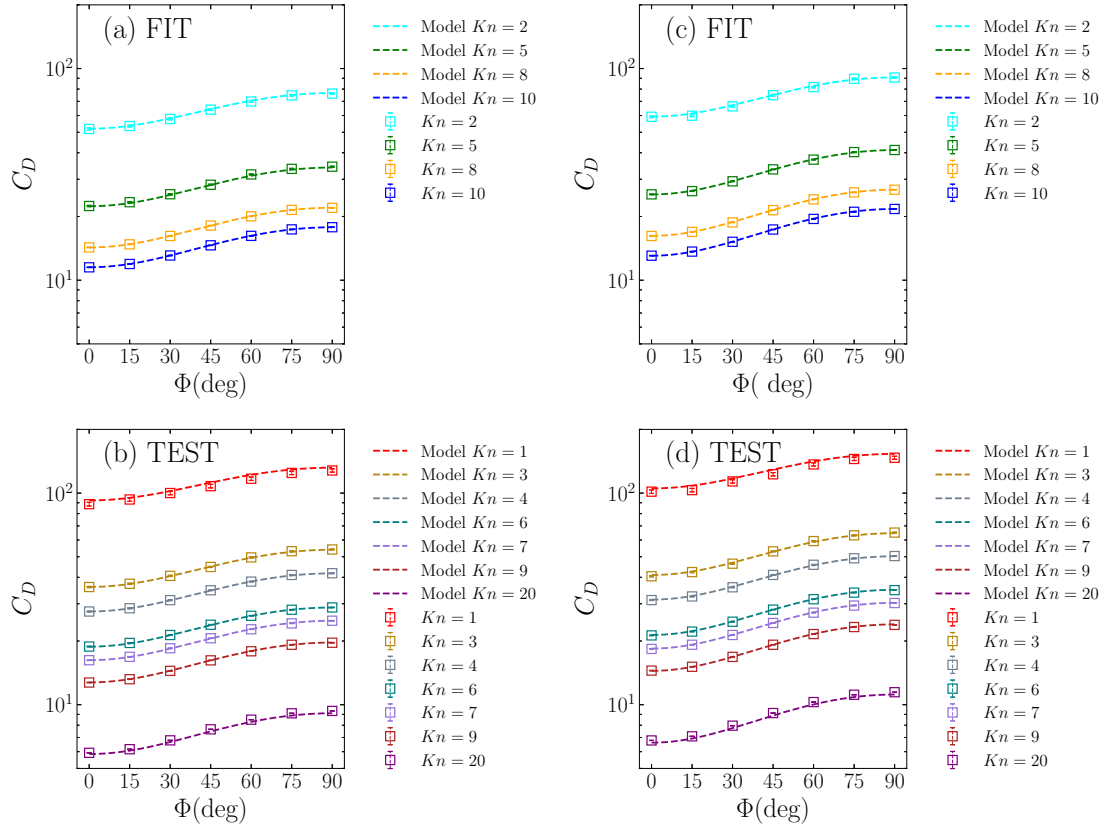 (a) FIT
C_D
10^2
10^1
0 15 30 45 60 75 90
Φ(deg)
Model Kn = 2
Model Kn = 5
Model Kn = 8
Model Kn = 10
Kn = 2
Kn = 5
Kn = 8
Kn = 10
(c) FIT
C_D
10^2
10^1
0 15 30 45 60 75 90
Φ( deg)
Model Kn = 2
Model Kn = 5
Model Kn = 8
Model Kn = 10
Kn = 2
Kn = 5
Kn = 8
Kn = 10
(b) TEST
C_D
10^2
10^1
0 15 30 45 60 75 90
Φ(deg)
Model Kn = 1
Model Kn = 3
Model Kn = 4
Model Kn = 6
Model Kn = 7
Model Kn = 9
Model Kn = 20
Kn = 1
Kn = 3
Kn = 4
Kn = 6
Kn = 7
Kn = 9
Kn = 20
(d) TEST
C_D
10^2
10^1
0 15 30 45 60 75 90
Φ(deg)
Model Kn = 1
Model Kn = 3
Model Kn = 4
Model Kn = 6
Model Kn = 7
Model Kn = 9
Model Kn = 20
Kn = 1
Kn = 3
Kn = 4
Kn = 6
Kn = 7
Kn = 9
Kn = 20